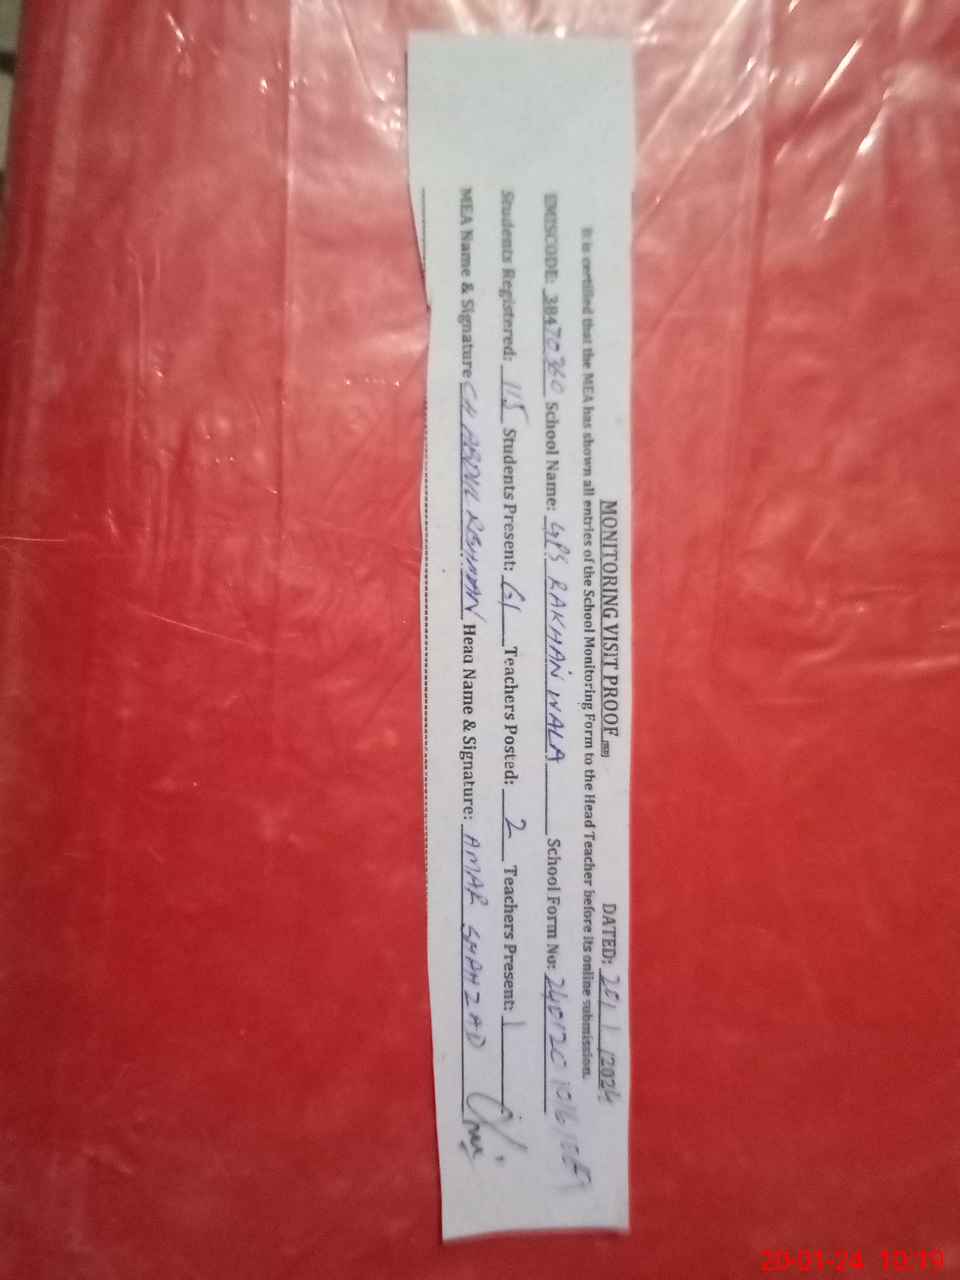 MONITORING VISIT PROOF DATED: 20/1/2024
It is certified that the MEA has shown all entries of the School Monitoring Form to the Head Teacher before its online submission.
EMISCODE: 38470360 School Name: GPS RAKHAN WALA School Form No:
Students Registered: 115 Students Present: 61 Teachers Posted: 2 Teachers Present: 1
MEA Name & Signature CH ABDUL REHMAN Head Name & Signature: AMAR SHAHZAD
20-01-24 10:19